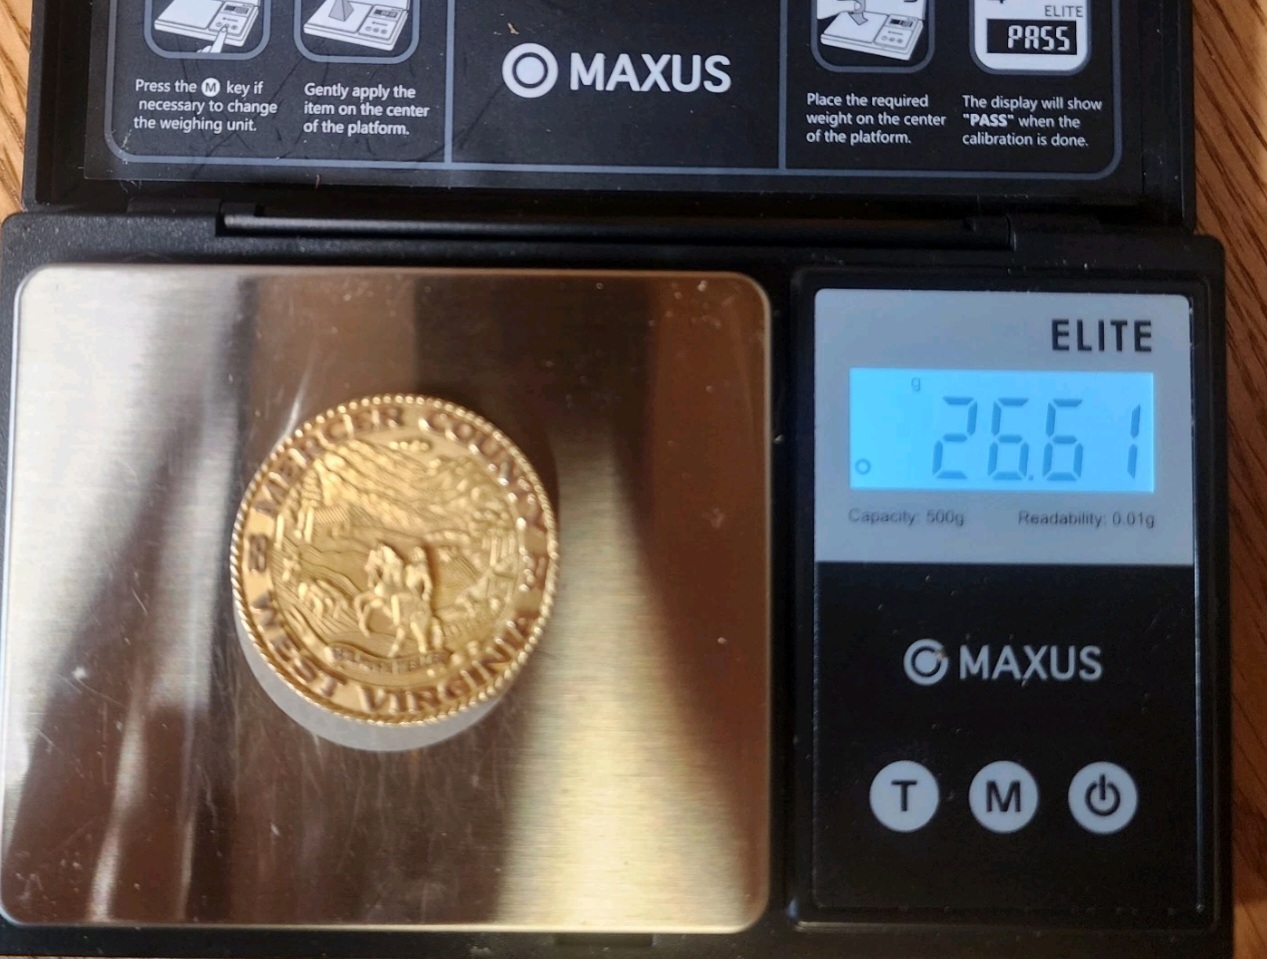 Press the M key if
necessary to change
the weighing unit.
Gently apply the
item on the center
of the platform.
MAXUS
Place the required
weight on the center
of the platform.
ELITE
PASS
The display will show
"PASS" when the
calibration is done.
MERCER COUNTY
WEST VIRGINIA
ELITE
g
26.61
Capacity: 500g Readability: 0.01g
MAXUS
T M